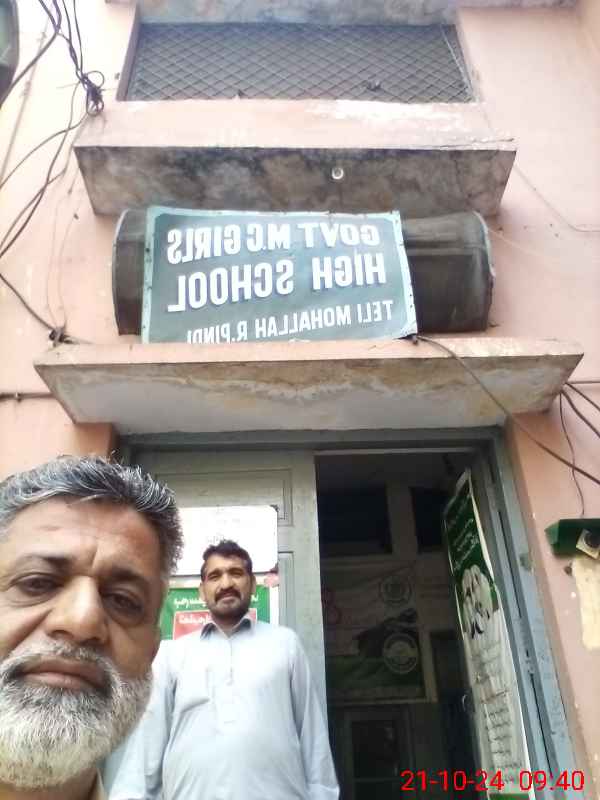 GOVT M.C GIRLS
HIGH SCHOOL
TELI MOHALLAH R.PINDI
21-10-24 09:40